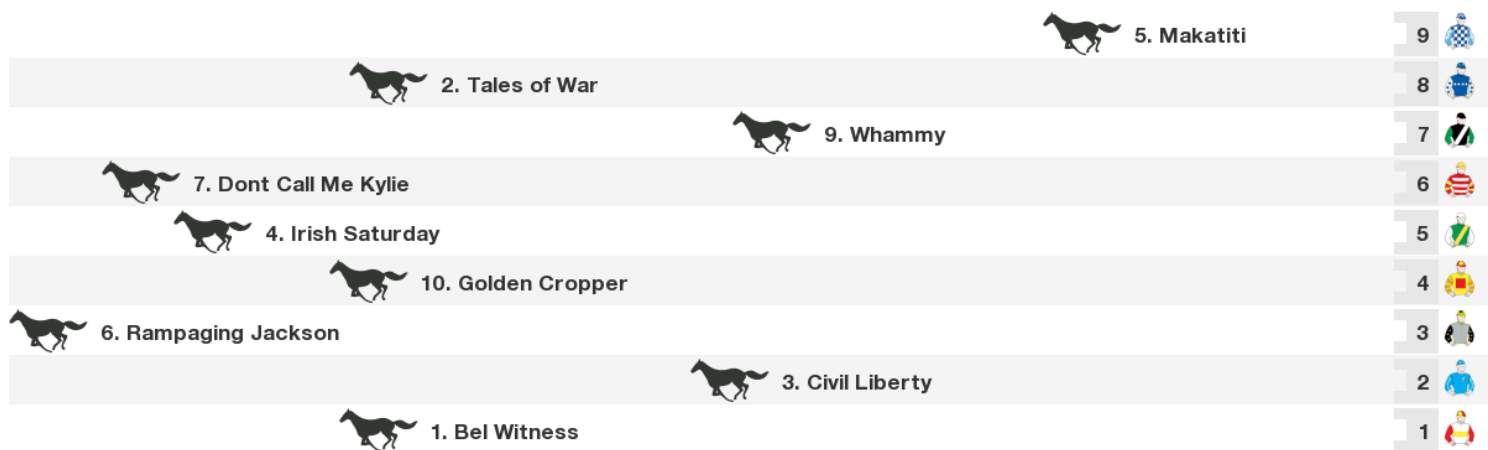 5. Makatiti 9
2. Tales of War 8
9. Whammy 7
7. Dont Call Me Kylie 6
4. Irish Saturday 5
10. Golden Cropper 4
6. Rampaging Jackson 3
3. Civil Liberty 2
1. Bel Witness 1